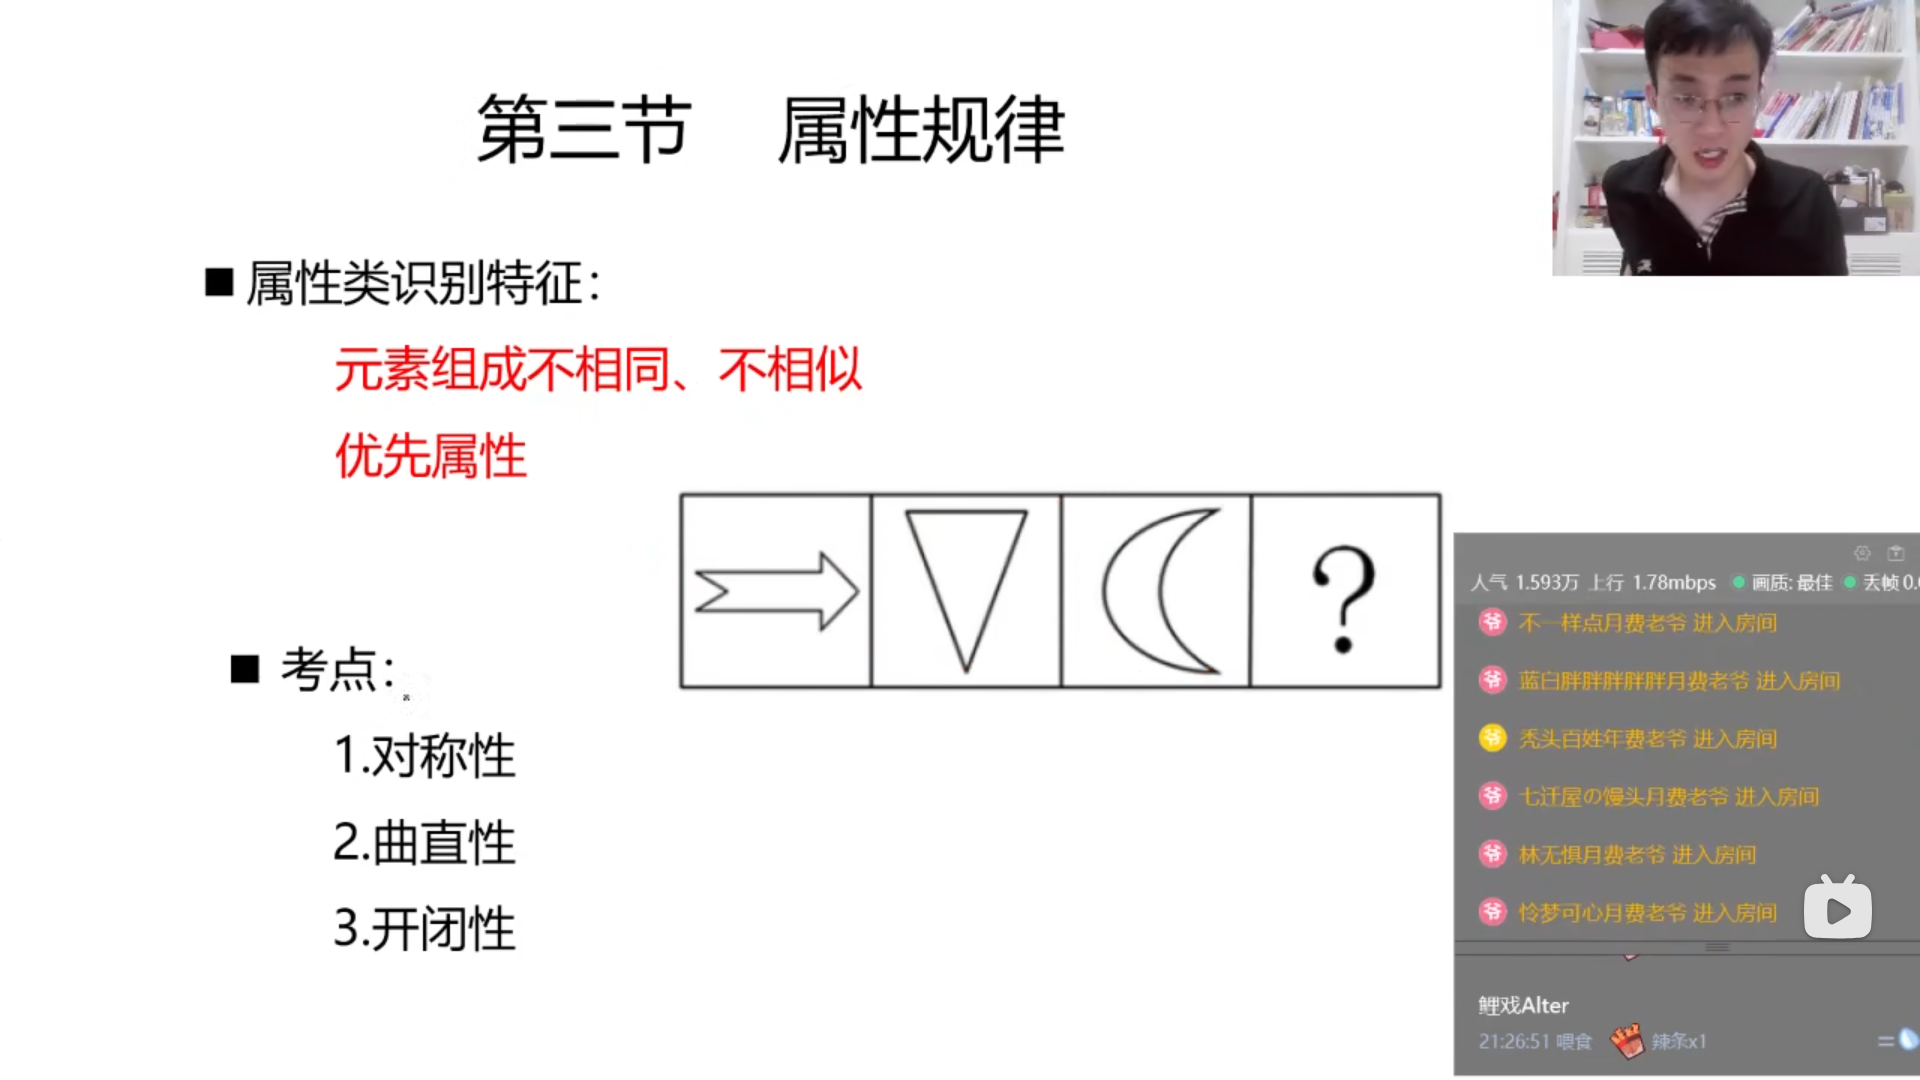 第三节 属性规律
■ 属性类识别特征：
元素组成不相同、不相似
优先属性
?
■ 考点：
1.对称性
2.曲直性
3.开闭性
人气 1.593万 上行 1.78mbps 画质: 最佳 丢帧0.
爷 不一样点月费老爷 进入房间
爷 蓝白胖胖胖胖胖月费老爷 进入房间
爷 秃头百姓年费老爷 进入房间
爷 七迁屋の馒头月费老爷 进入房间
爷 林无惧月费老爷 进入房间
爷 怜梦可心月费老爷 进入房间
鲤戏Alter
21:26:51 喂食 辣条x1